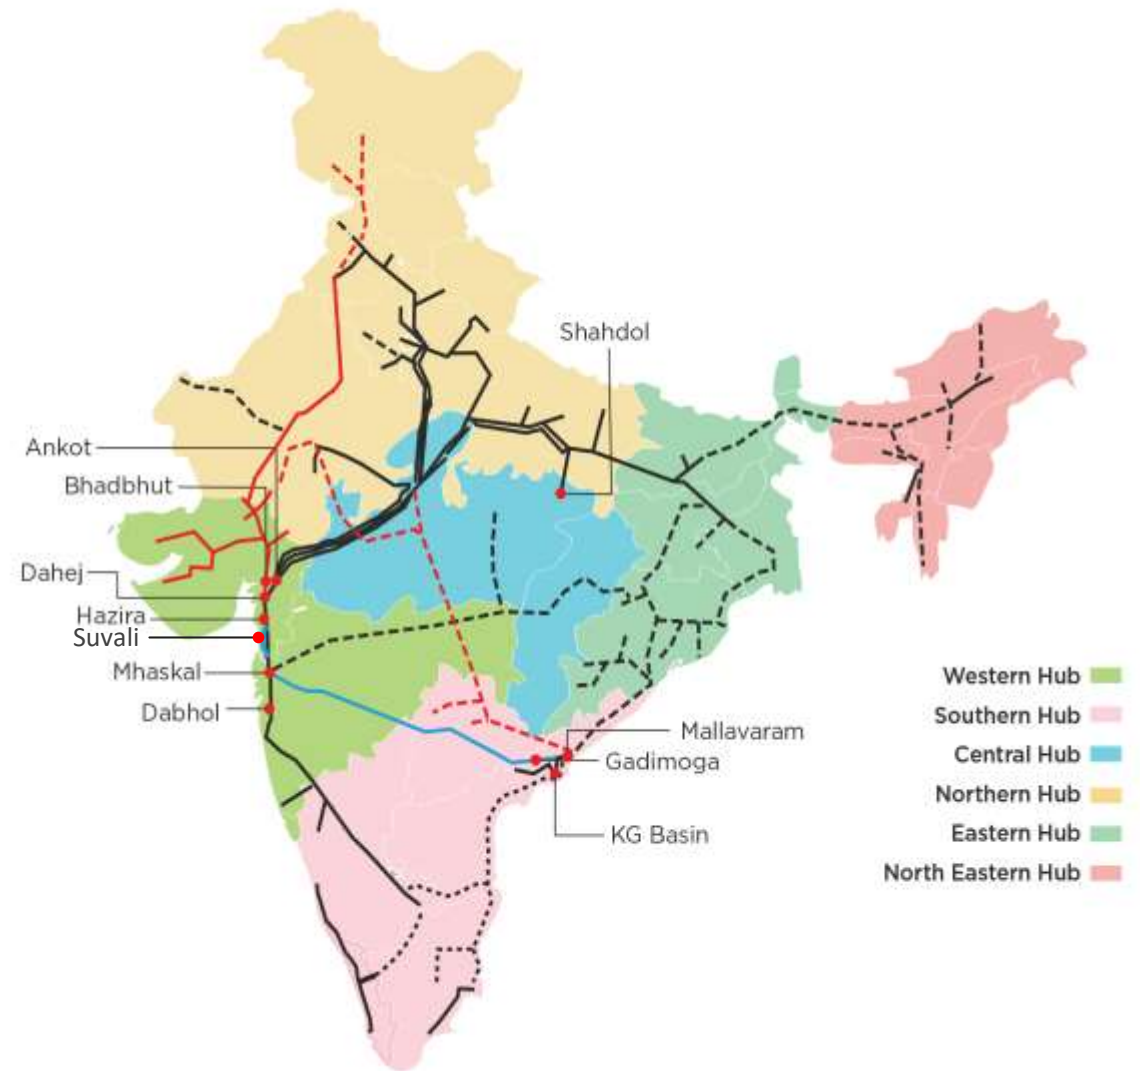 Shahdol
Ankot
Bhadbhut
Dahej
Hazira
Suvali
Mhaskal
Dabhol
Mallavaram
Gadimoga
KG Basin
Western Hub
Southern Hub
Central Hub
Northern Hub
Eastern Hub
North Eastern Hub